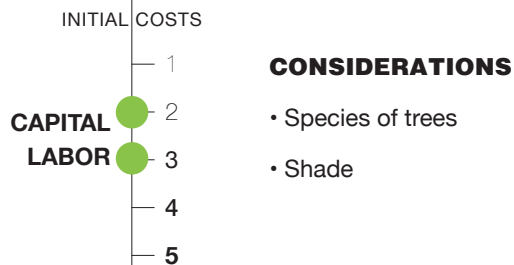 INITIAL COSTS
1
CAPITAL 2
LABOR 3
4
5
CONSIDERATIONS
• Species of trees
• Shade